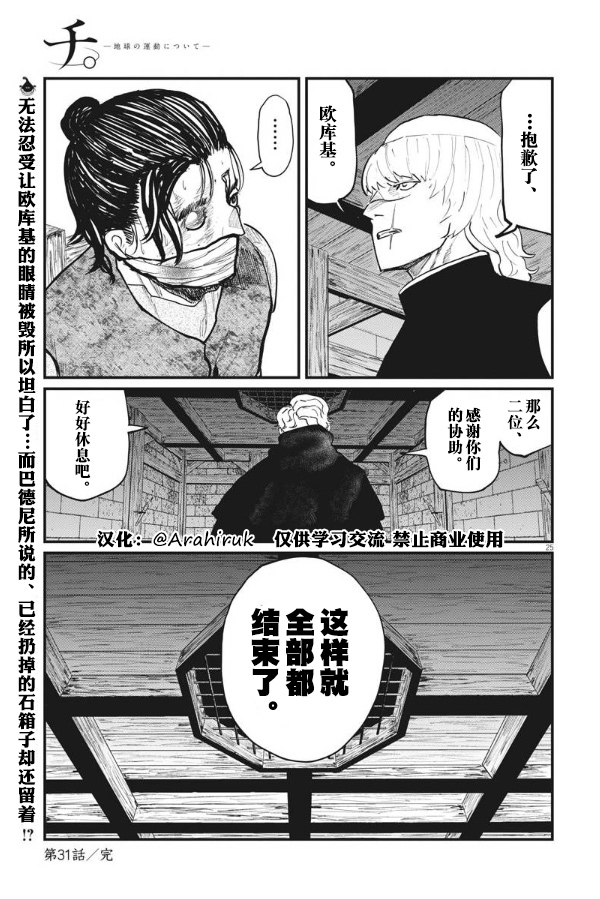 チ。
—地球の運動について—
…抱歉了、
欧库基。
……
那么
二位、
感谢你们
的协助。
好好休息吧。
汉化：@Arahiruk 仅供学习交流 禁止商业使用
25
这样就
全部都
结束了。
无法忍受让欧库基的眼睛被毁所以坦白了…而巴德尼所说的、已经扔掉的石箱子却还留着!?
第31話／完